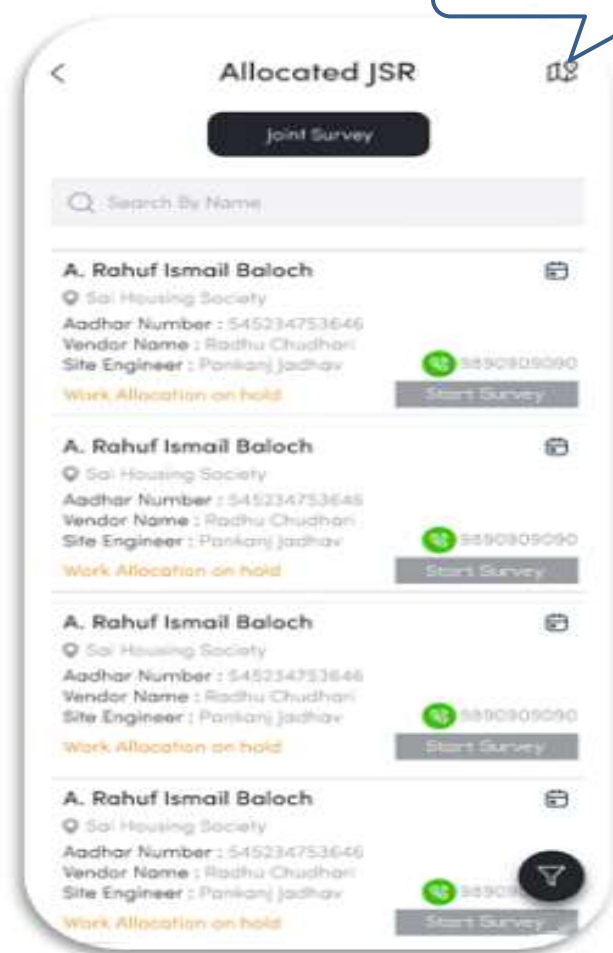 Allocated JSR
Joint Survey
Search By Name
A. Rahuf Ismail Baloch
Sai Housing Society
Aadhar Number : 545234753646
Vendor Name : Radhu Chudhari
Site Engineer : Pankanj Jadhav
9890909090
Work Allocation on hold
Start Survey
A. Rahuf Ismail Baloch
Sai Housing Society
Aadhar Number : 545234753646
Vendor Name : Radhu Chudhari
Site Engineer : Pankanj Jadhav
9890909090
Work Allocation on hold
Start Survey
A. Rahuf Ismail Baloch
Sai Housing Society
Aadhar Number : 545234753646
Vendor Name : Radhu Chudhari
Site Engineer : Pankanj Jadhav
9890909090
Work Allocation on hold
Start Survey
A. Rahuf Ismail Baloch
Sai Housing Society
Aadhar Number : 545234753646
Vendor Name : Radhu Chudhari
Site Engineer : Pankanj Jadhav
Work Allocation on hold
Start Survey